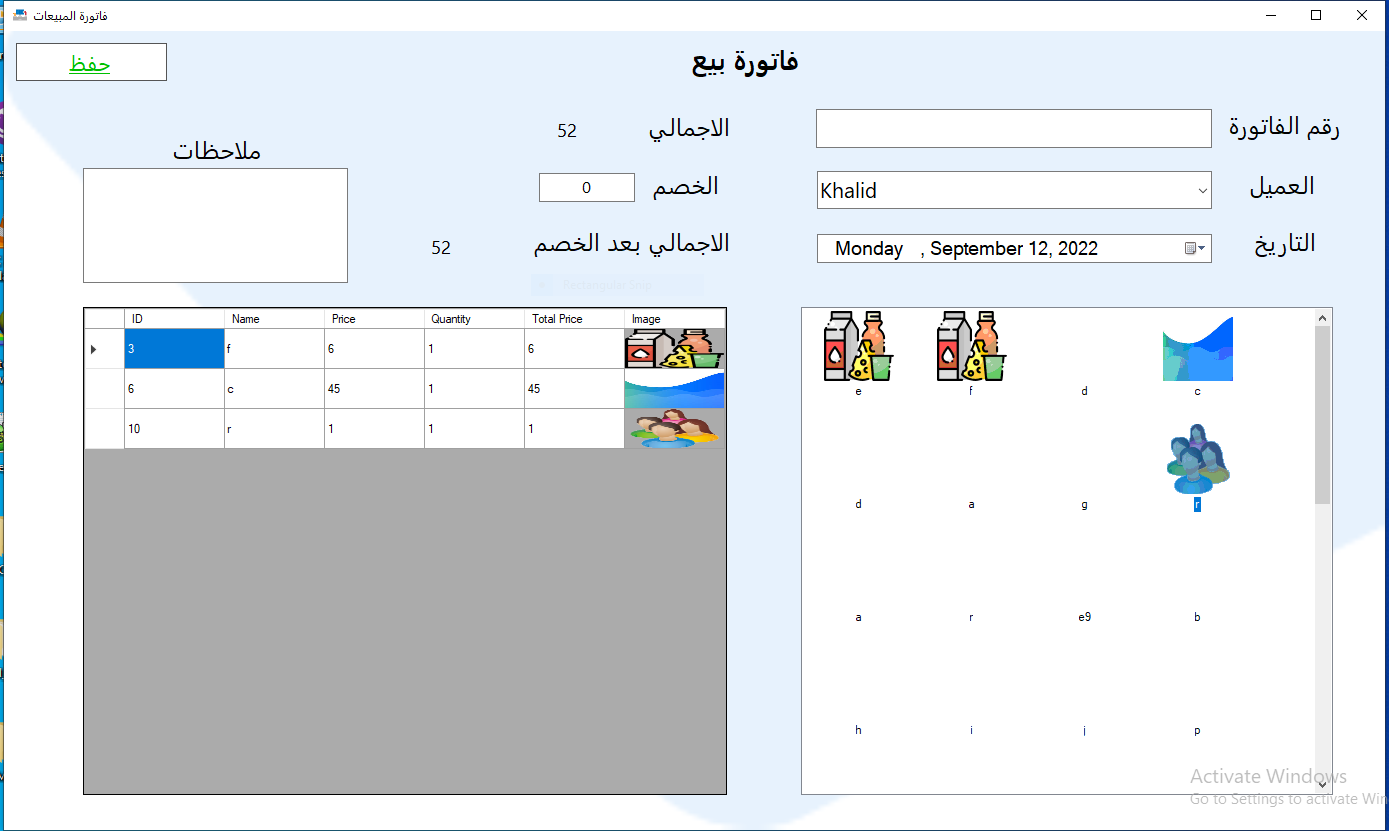 فاتورة المبيعات
حفظ
فاتورة بيع
رقم الفاتورة
العميل
Khalid
التاريخ
Monday , September 12, 2022
الاجمالي
52
الخصم
0
الاجمالي بعد الخصم
52
ملاحظات
Rectangular Snip
ID Name Price Quantity Total Price Image
3 f 6 1 6
6 c 45 1 45
10 r 1 1 1
e f d c
d a g r
a r e9 b
h i j p
Activate Windows
Go to Settings to activate Win